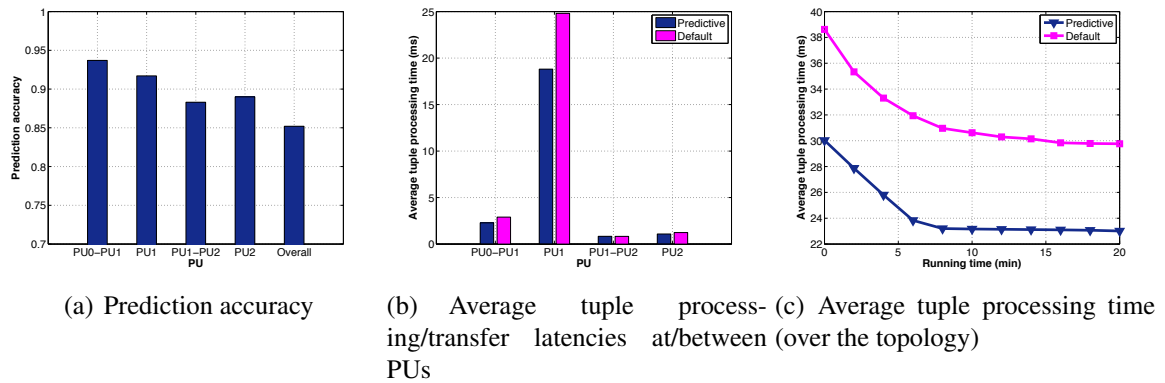 1
0.95
0.9
0.85
0.8
0.75
0.7
Prediction accuracy
PU0−PU1 PU1 PU1−PU2 PU2 Overall
PU
(a) Prediction accuracy
25
20
15
10
5
0
Average tuple processing time (ms)
Predictive
Default
PU0−PU1 PU1 PU1−PU2 PU2
PU
(b) Average tuple process-
ing/transfer latencies at/between
PUs
40
38
36
34
32
30
28
26
24
22
Average tuple processing time (ms)
Predictive
Default
0 5 10 15 20
Running time (min)
(c) Average tuple processing time
(over the topology)